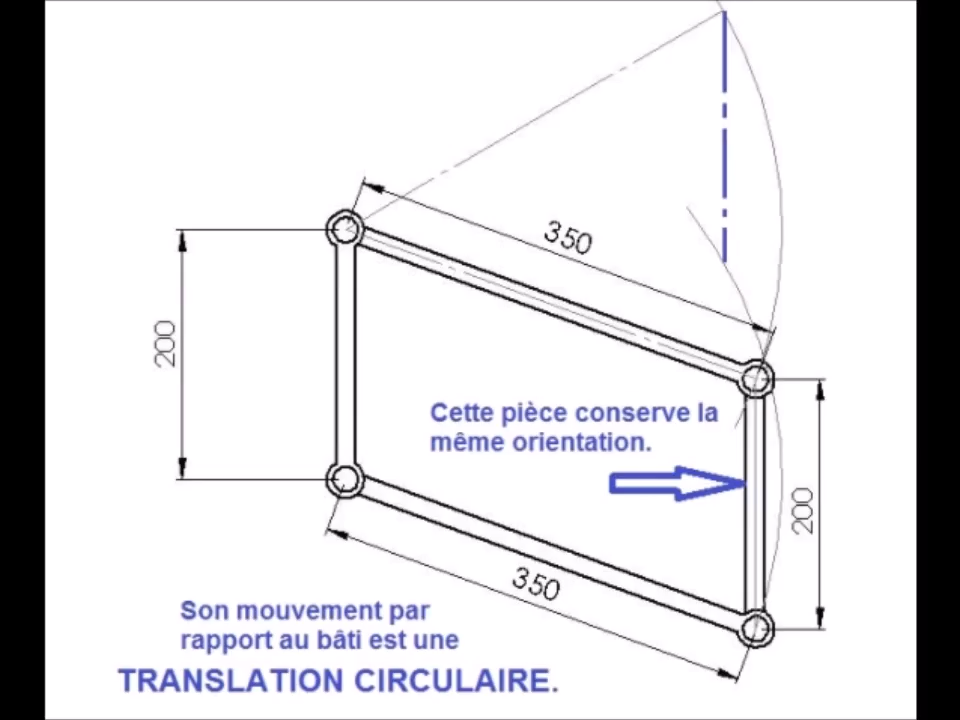 350
200
Cette pièce conserve la
même orientation.
200
350
Son mouvement par
rapport au bâti est une
TRANSLATION CIRCULAIRE.